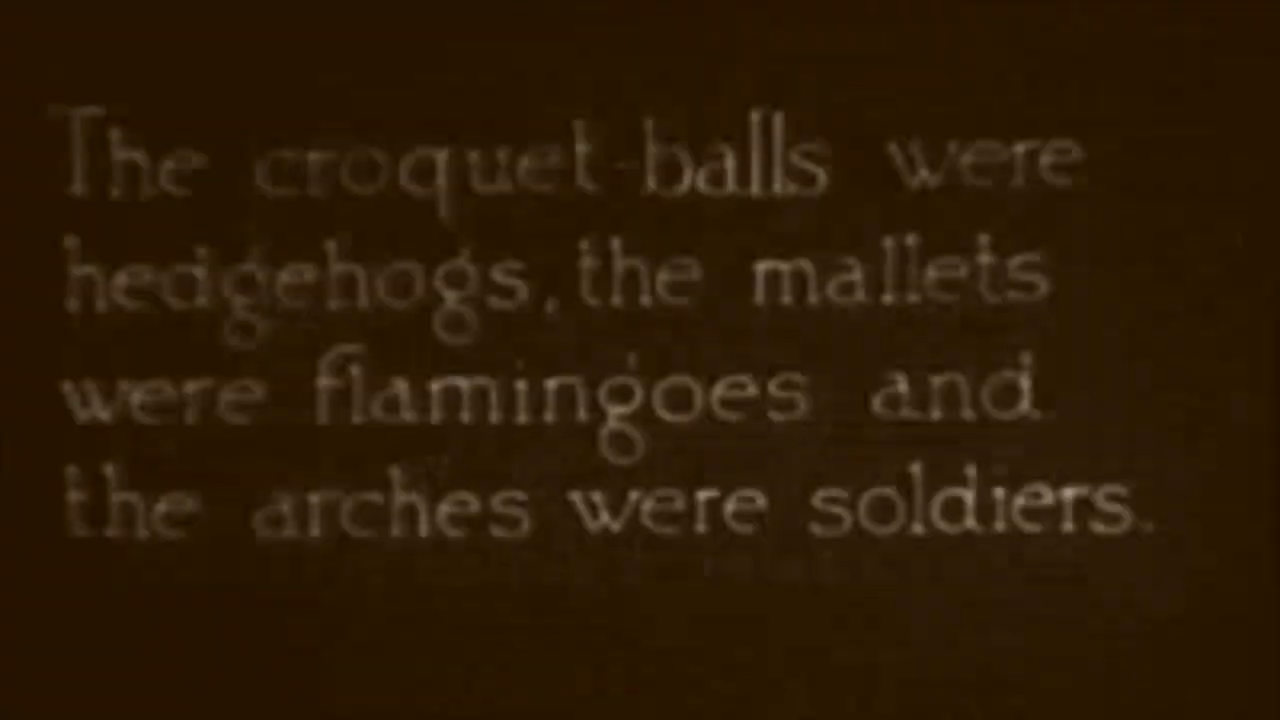 The croquet-balls were
hedgehogs, the mallets
were flamingoes and
the arches were soldiers.